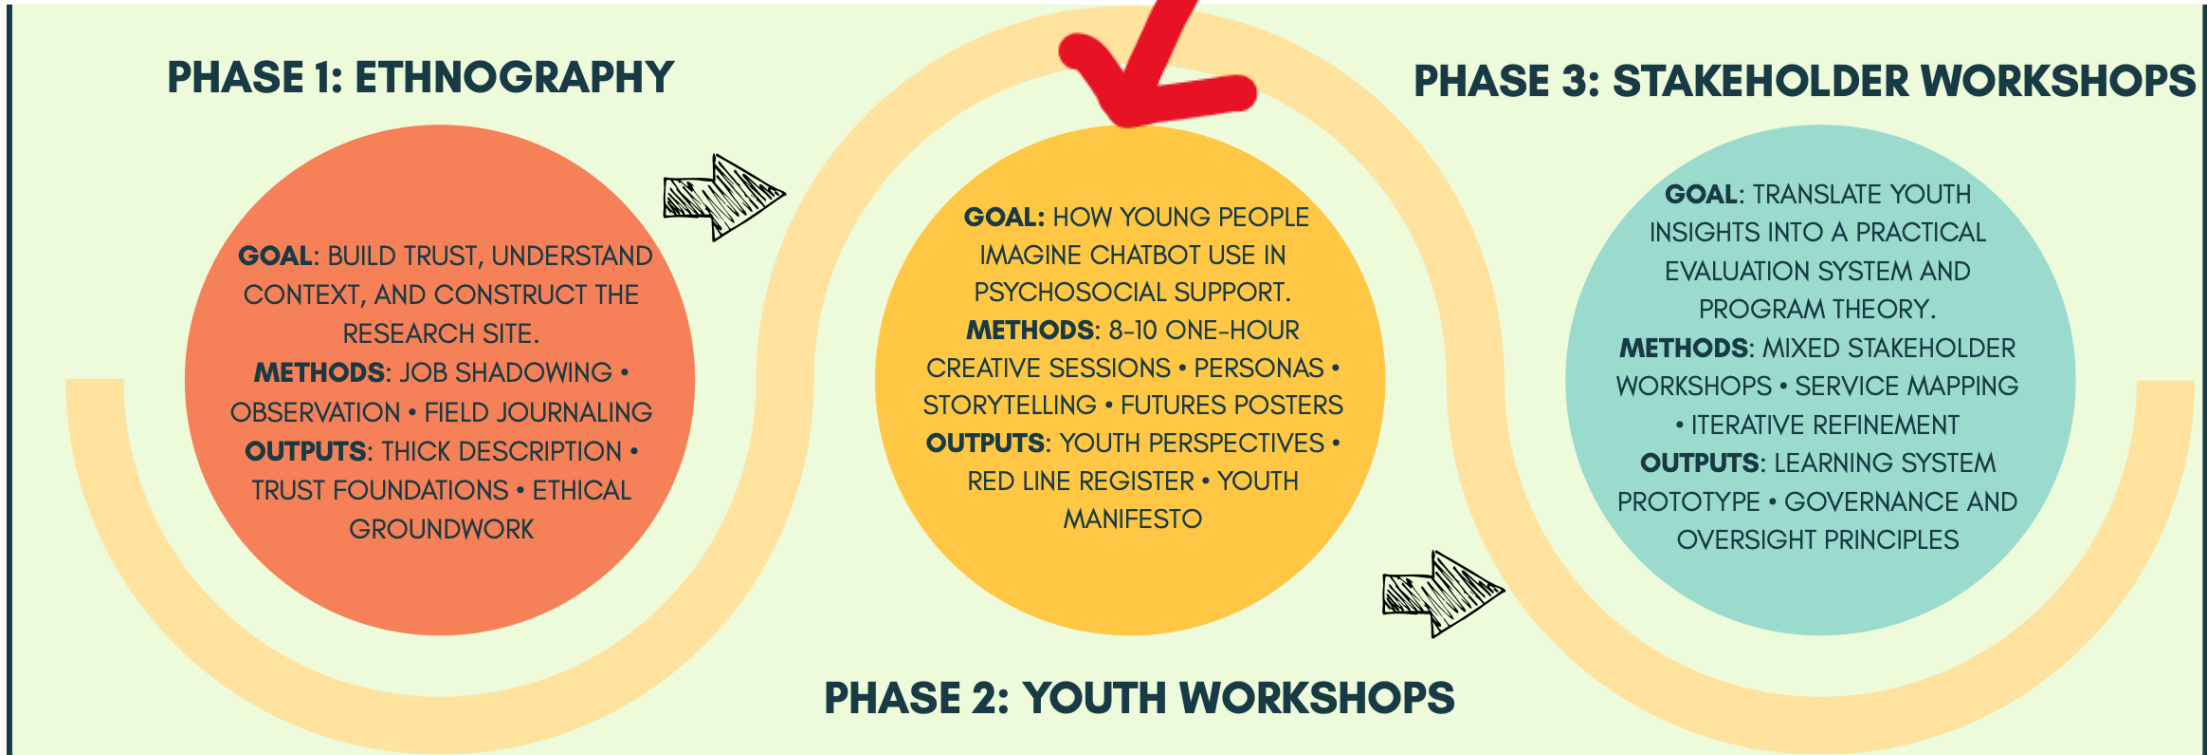 PHASE 1: ETHNOGRAPHY
GOAL: BUILD TRUST, UNDERSTAND
CONTEXT, AND CONSTRUCT THE
RESEARCH SITE.
METHODS: JOB SHADOWING •
OBSERVATION • FIELD JOURNALING
OUTPUTS: THICK DESCRIPTION •
TRUST FOUNDATIONS • ETHICAL
GROUNDWORK
GOAL: HOW YOUNG PEOPLE
IMAGINE CHATBOT USE IN
PSYCHOSOCIAL SUPPORT.
METHODS: 8-10 ONE-HOUR
CREATIVE SESSIONS • PERSONAS •
STORYTELLING • FUTURES POSTERS
OUTPUTS: YOUTH PERSPECTIVES •
RED LINE REGISTER • YOUTH
MANIFESTO
PHASE 2: YOUTH WORKSHOPS
PHASE 3: STAKEHOLDER WORKSHOPS
GOAL: TRANSLATE YOUTH
INSIGHTS INTO A PRACTICAL
EVALUATION SYSTEM AND
PROGRAM THEORY.
METHODS: MIXED STAKEHOLDER
WORKSHOPS • SERVICE MAPPING
• ITERATIVE REFINEMENT
OUTPUTS: LEARNING SYSTEM
PROTOTYPE • GOVERNANCE AND
OVERSIGHT PRINCIPLES